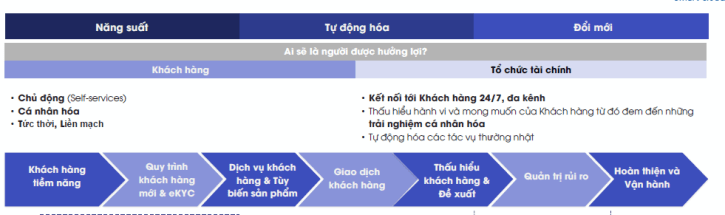 Năng suất
Tự động hóa
Đổi mới
Ai sẽ là người được hưởng lợi?
Khách hàng
Tổ chức tài chính
• Chủ động (Self-services)
• Cá nhân hóa
• Tức thời, Liền mạch
• Kết nối tới Khách hàng 24/7, đa kênh
• Thấu hiểu hành vi và mong muốn của Khách hàng từ đó đem đến những
trải nghiệm cá nhân hóa
• Tự động hóa các tác vụ thường nhật
Khách hàng
tiềm năng
Quy trình
khách hàng
mới & eKYC
Dịch vụ khách
hàng & Tùy
biến sản phẩm
Giao dịch
khách hàng
Thấu hiểu
khách hàng &
Đề xuất
Quản trị rủi ro
Hoàn thiện và
Vận hành